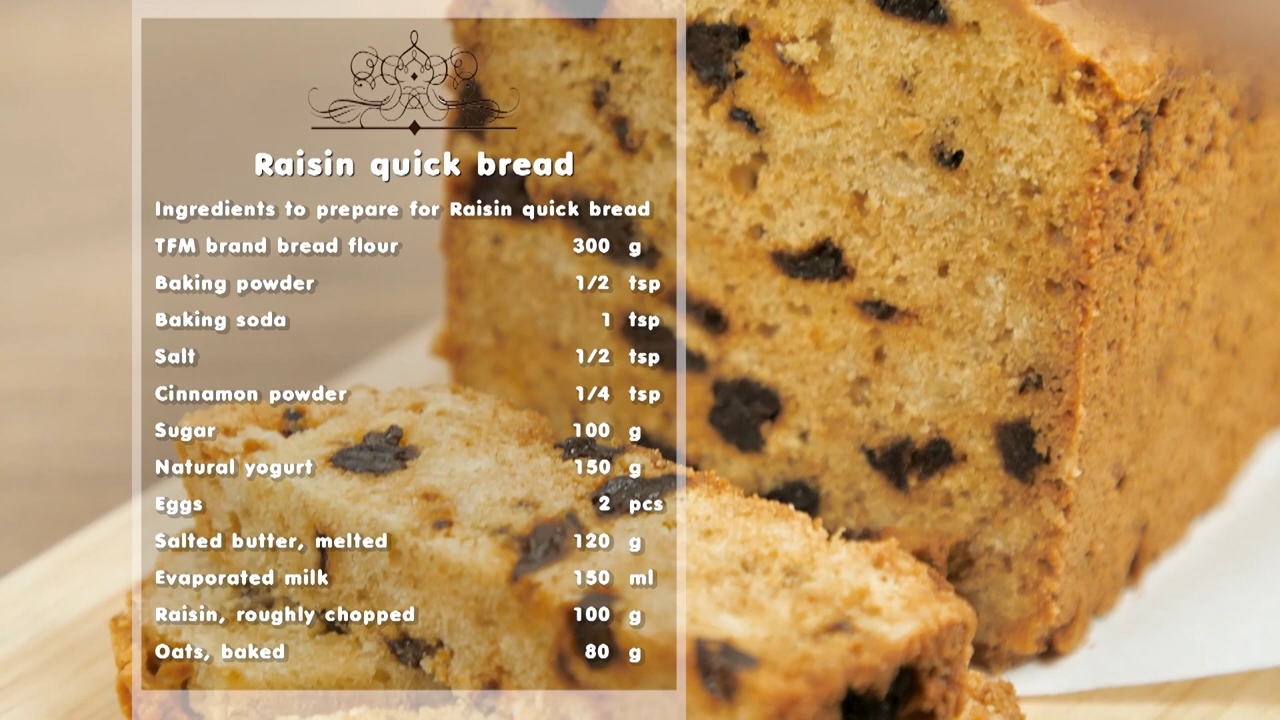 Raisin quick bread
Ingredients to prepare for Raisin quick bread
TFM brand bread flour 300 g
Baking powder 1/2 tsp
Baking soda 1 tsp
Salt 1/2 tsp
Cinnamon powder 1/4 tsp
Sugar 100 g
Natural yogurt 150 g
Eggs 2 pcs
Salted butter, melted 120 g
Evaporated milk 150 ml
Raisin, roughly chopped 100 g
Oats, baked 80 g